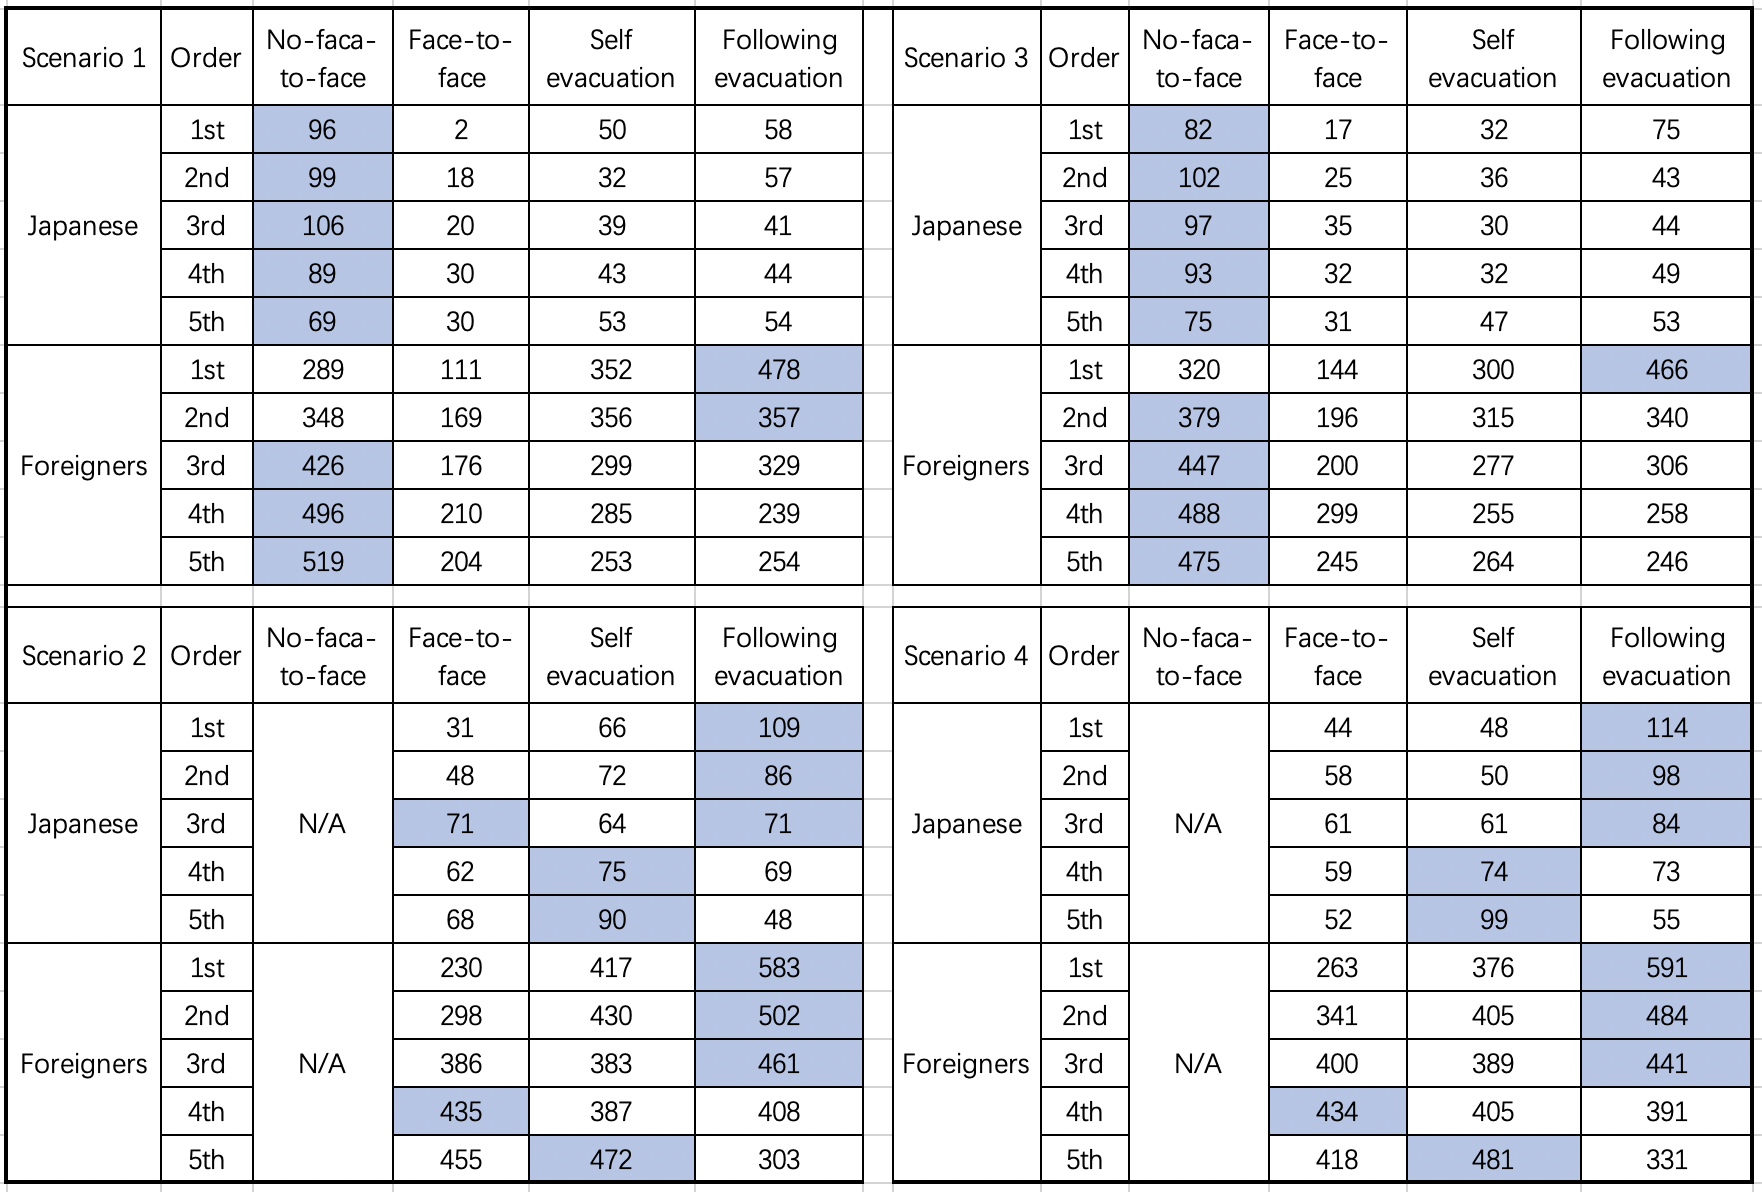 Scenario 1 Order No-faca-to-face Face-to-face Self evacuation Following evacuation
Japanese
1st 96 2 50 58
2nd 99 18 32 57
3rd 106 20 39 41
4th 89 30 43 44
5th 69 30 53 54
Foreigners
1st 289 111 352 478
2nd 348 169 356 357
3rd 426 176 299 329
4th 496 210 285 239
5th 519 204 253 254
Scenario 3 Order No-faca-to-face Face-to-face Self evacuation Following evacuation
Japanese
1st 82 17 32 75
2nd 102 25 36 43
3rd 97 35 30 44
4th 93 32 32 49
5th 75 31 47 53
Foreigners
1st 320 144 300 466
2nd 379 196 315 340
3rd 447 200 277 306
4th 488 299 255 258
5th 475 245 264 246
Scenario 2 Order No-faca-to-face Face-to-face Self evacuation Following evacuation
Japanese N/A
1st 31 66 109
2nd 48 72 86
3rd 71 64 71
4th 62 75 69
5th 68 90 48
Foreigners N/A
1st 230 417 583
2nd 298 430 502
3rd 386 383 461
4th 435 387 408
5th 455 472 303
Scenario 4 Order No-faca-to-face Face-to-face Self evacuation Following evacuation
Japanese N/A
1st 44 48 114
2nd 58 50 98
3rd 61 61 84
4th 59 74 73
5th 52 99 55
Foreigners N/A
1st 263 376 591
2nd 341 405 484
3rd 400 389 441
4th 434 405 391
5th 418 481 331